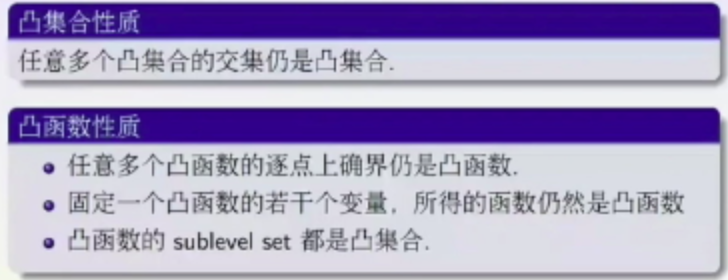 凸集合性质
任意多个凸集合的交集仍是凸集合.
凸函数性质
任意多个凸函数的逐点上确界仍是凸函数.
固定一个凸函数的若干个变量，所得的函数仍然是凸函数
凸函数的 sublevel set 都是凸集合.